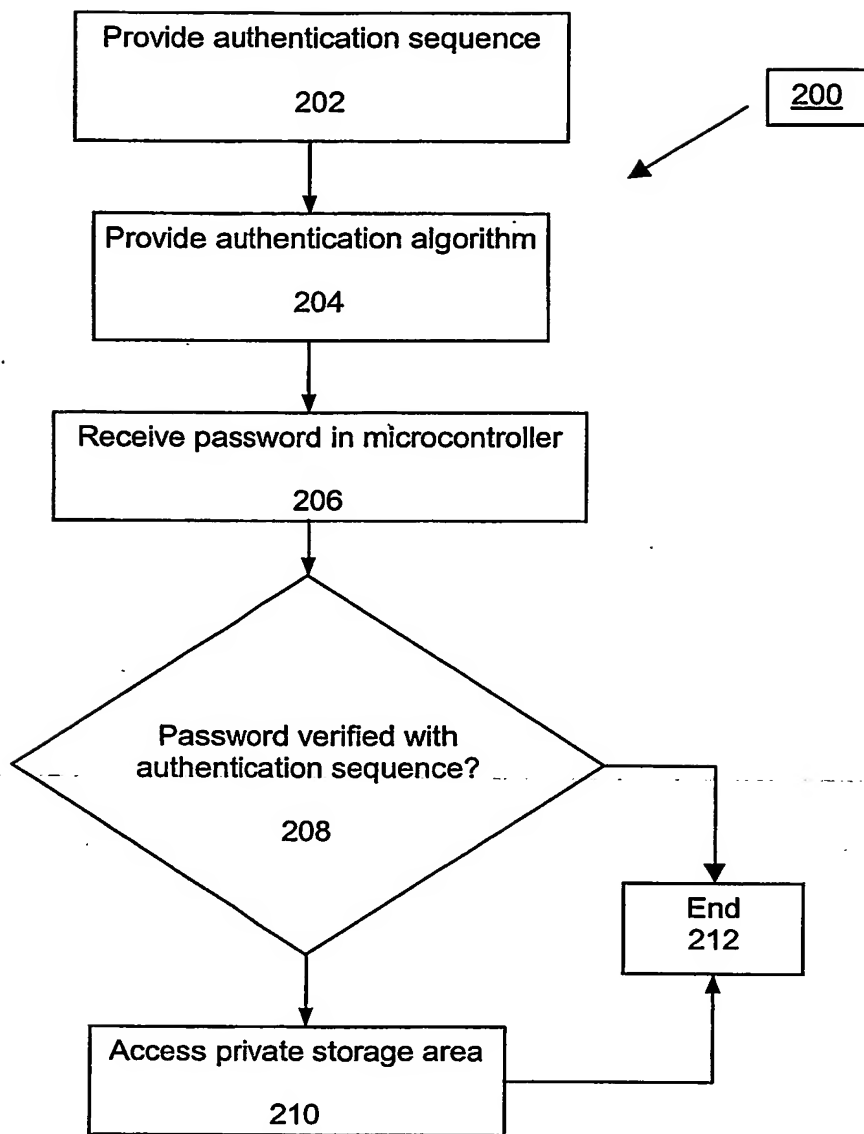 Provide authentication sequence
202
200
Provide authentication algorithm
204
Receive password in microcontroller
206
Password verified with
authentication sequence?
208
End
212
Access private storage area
210